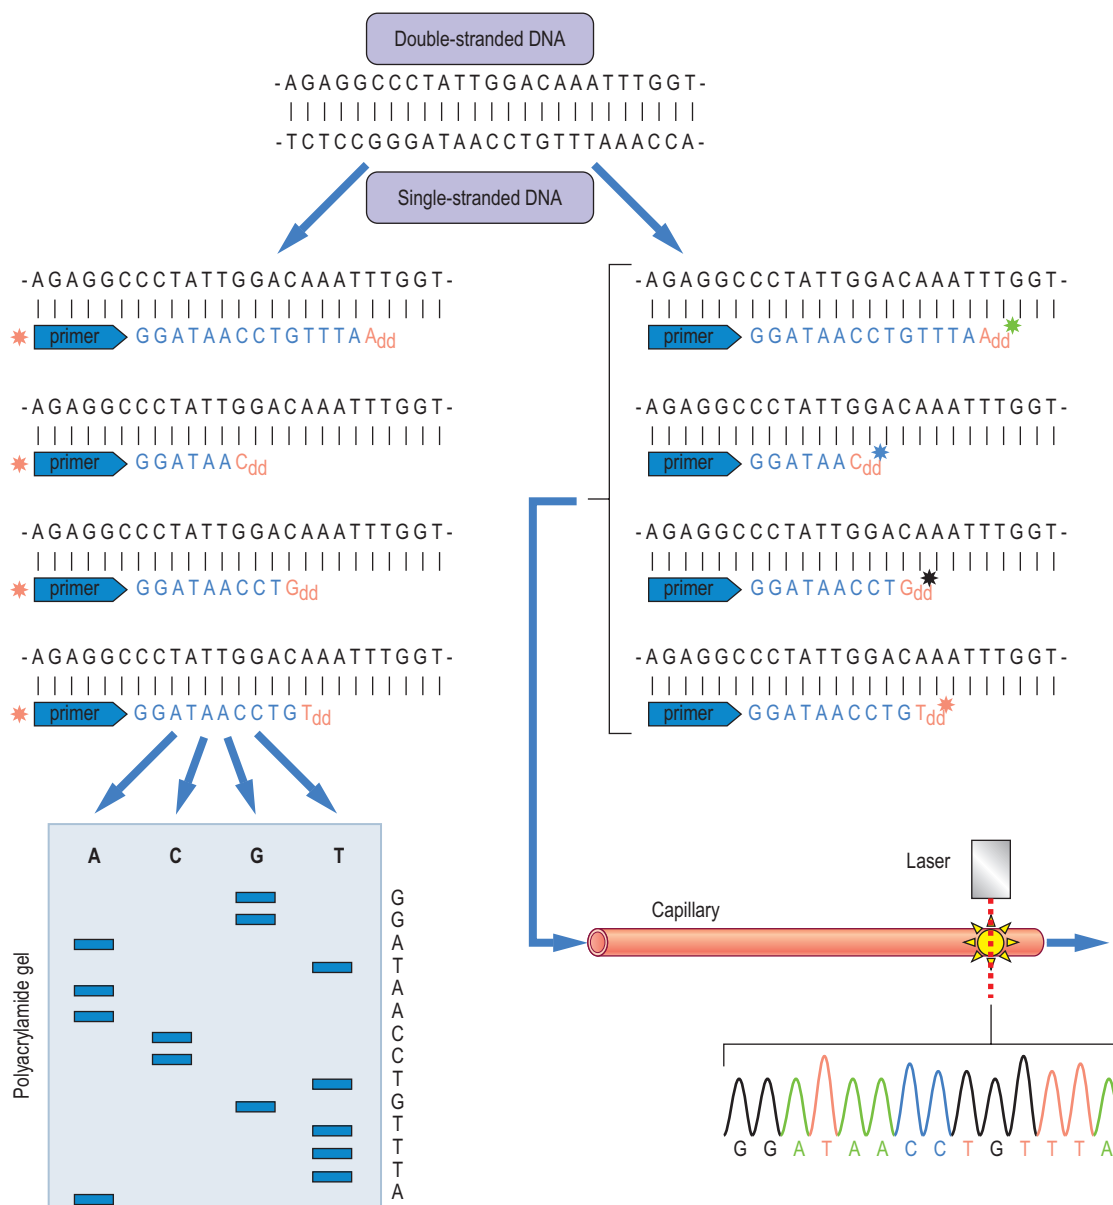 Double-stranded DNA
-AGAGGCCCTATTGGACAAATTTGGT-
-TCTCCGGGATAACCTGTTTAAACCA-
Single-stranded DNA
-AGAGGCCCTATTGGACAAATTTGGT-
primer GGATAACCTGTTTAAdd
-AGAGGCCCTATTGGACAAATTTGGT-
primer GGATAACdd
-AGAGGCCCTATTGGACAAATTTGGT-
primer GGATAACCTGdd
-AGAGGCCCTATTGGACAAATTTGGT-
primer GGATAACCTGTdd
-AGAGGCCCTATTGGACAAATTTGGT-
primer GGATAACCTGTTTAAdd
-AGAGGCCCTATTGGACAAATTTGGT-
primer GGATAACdd
-AGAGGCCCTATTGGACAAATTTGGT-
primer GGATAACCTGdd
-AGAGGCCCTATTGGACAAATTTGGT-
primer GGATAACCTGTdd
A C G T
Polyacrylamide gel
G
G
A
T
A
A
C
C
T
G
T
T
T
A
Laser
Capillary
G G A T A A C C T G T T T A